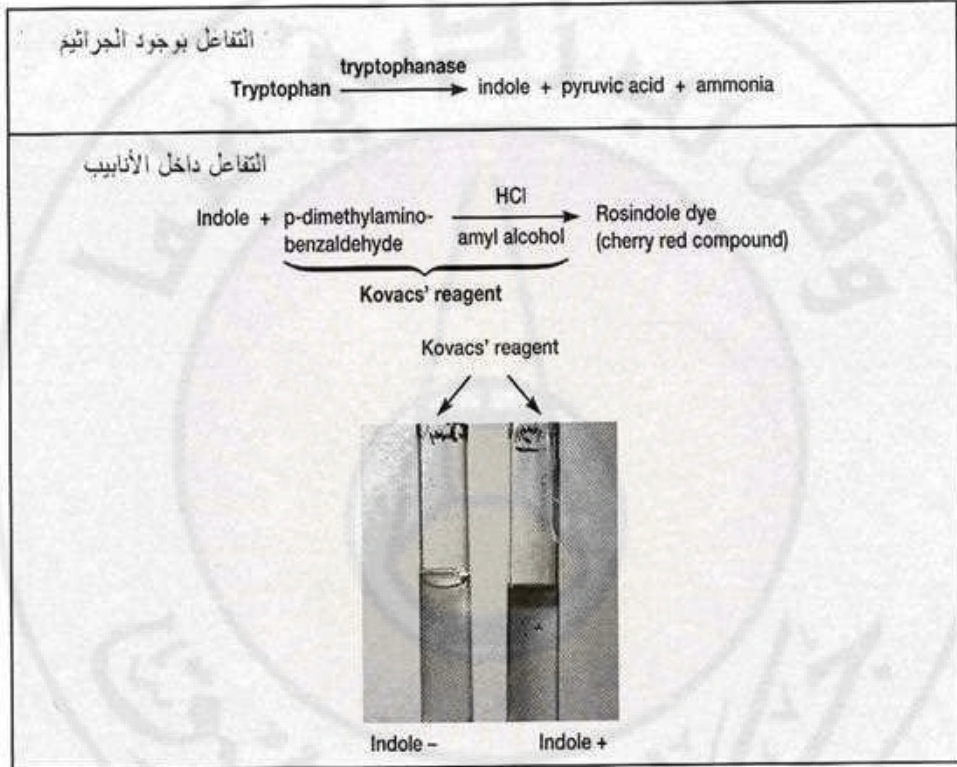 التفاعل بوجود الجراثيم
tryptophanase
Tryptophan → indole + pyruvic acid + ammonia
التفاعل داخل الأنابيب
HCl
Indole + p-dimethylamino- → Rosindole dye
benzaldehyde amyl alcohol (cherry red compound)
Kovacs' reagent
Kovacs' reagent
Indole – Indole +